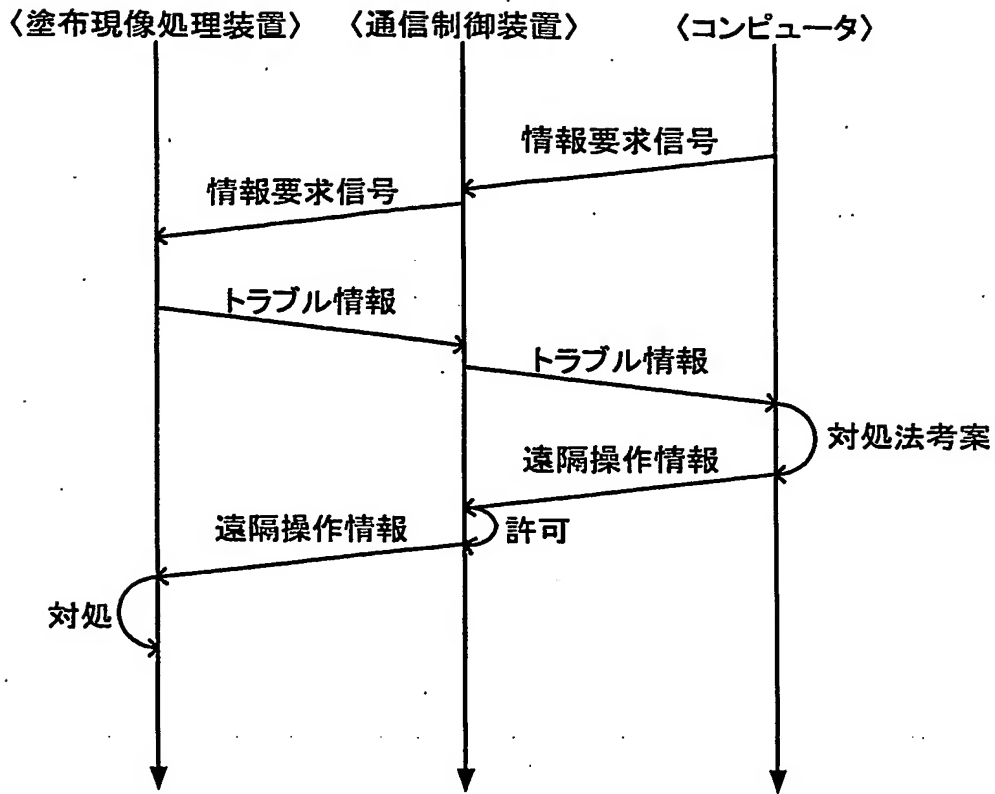 〈塗布現像処理装置〉 〈通信制御装置〉 〈コンピュータ〉
情報要求信号
情報要求信号
トラブル情報
トラブル情報
対処法考案
遠隔操作情報
遠隔操作情報
許可
対処